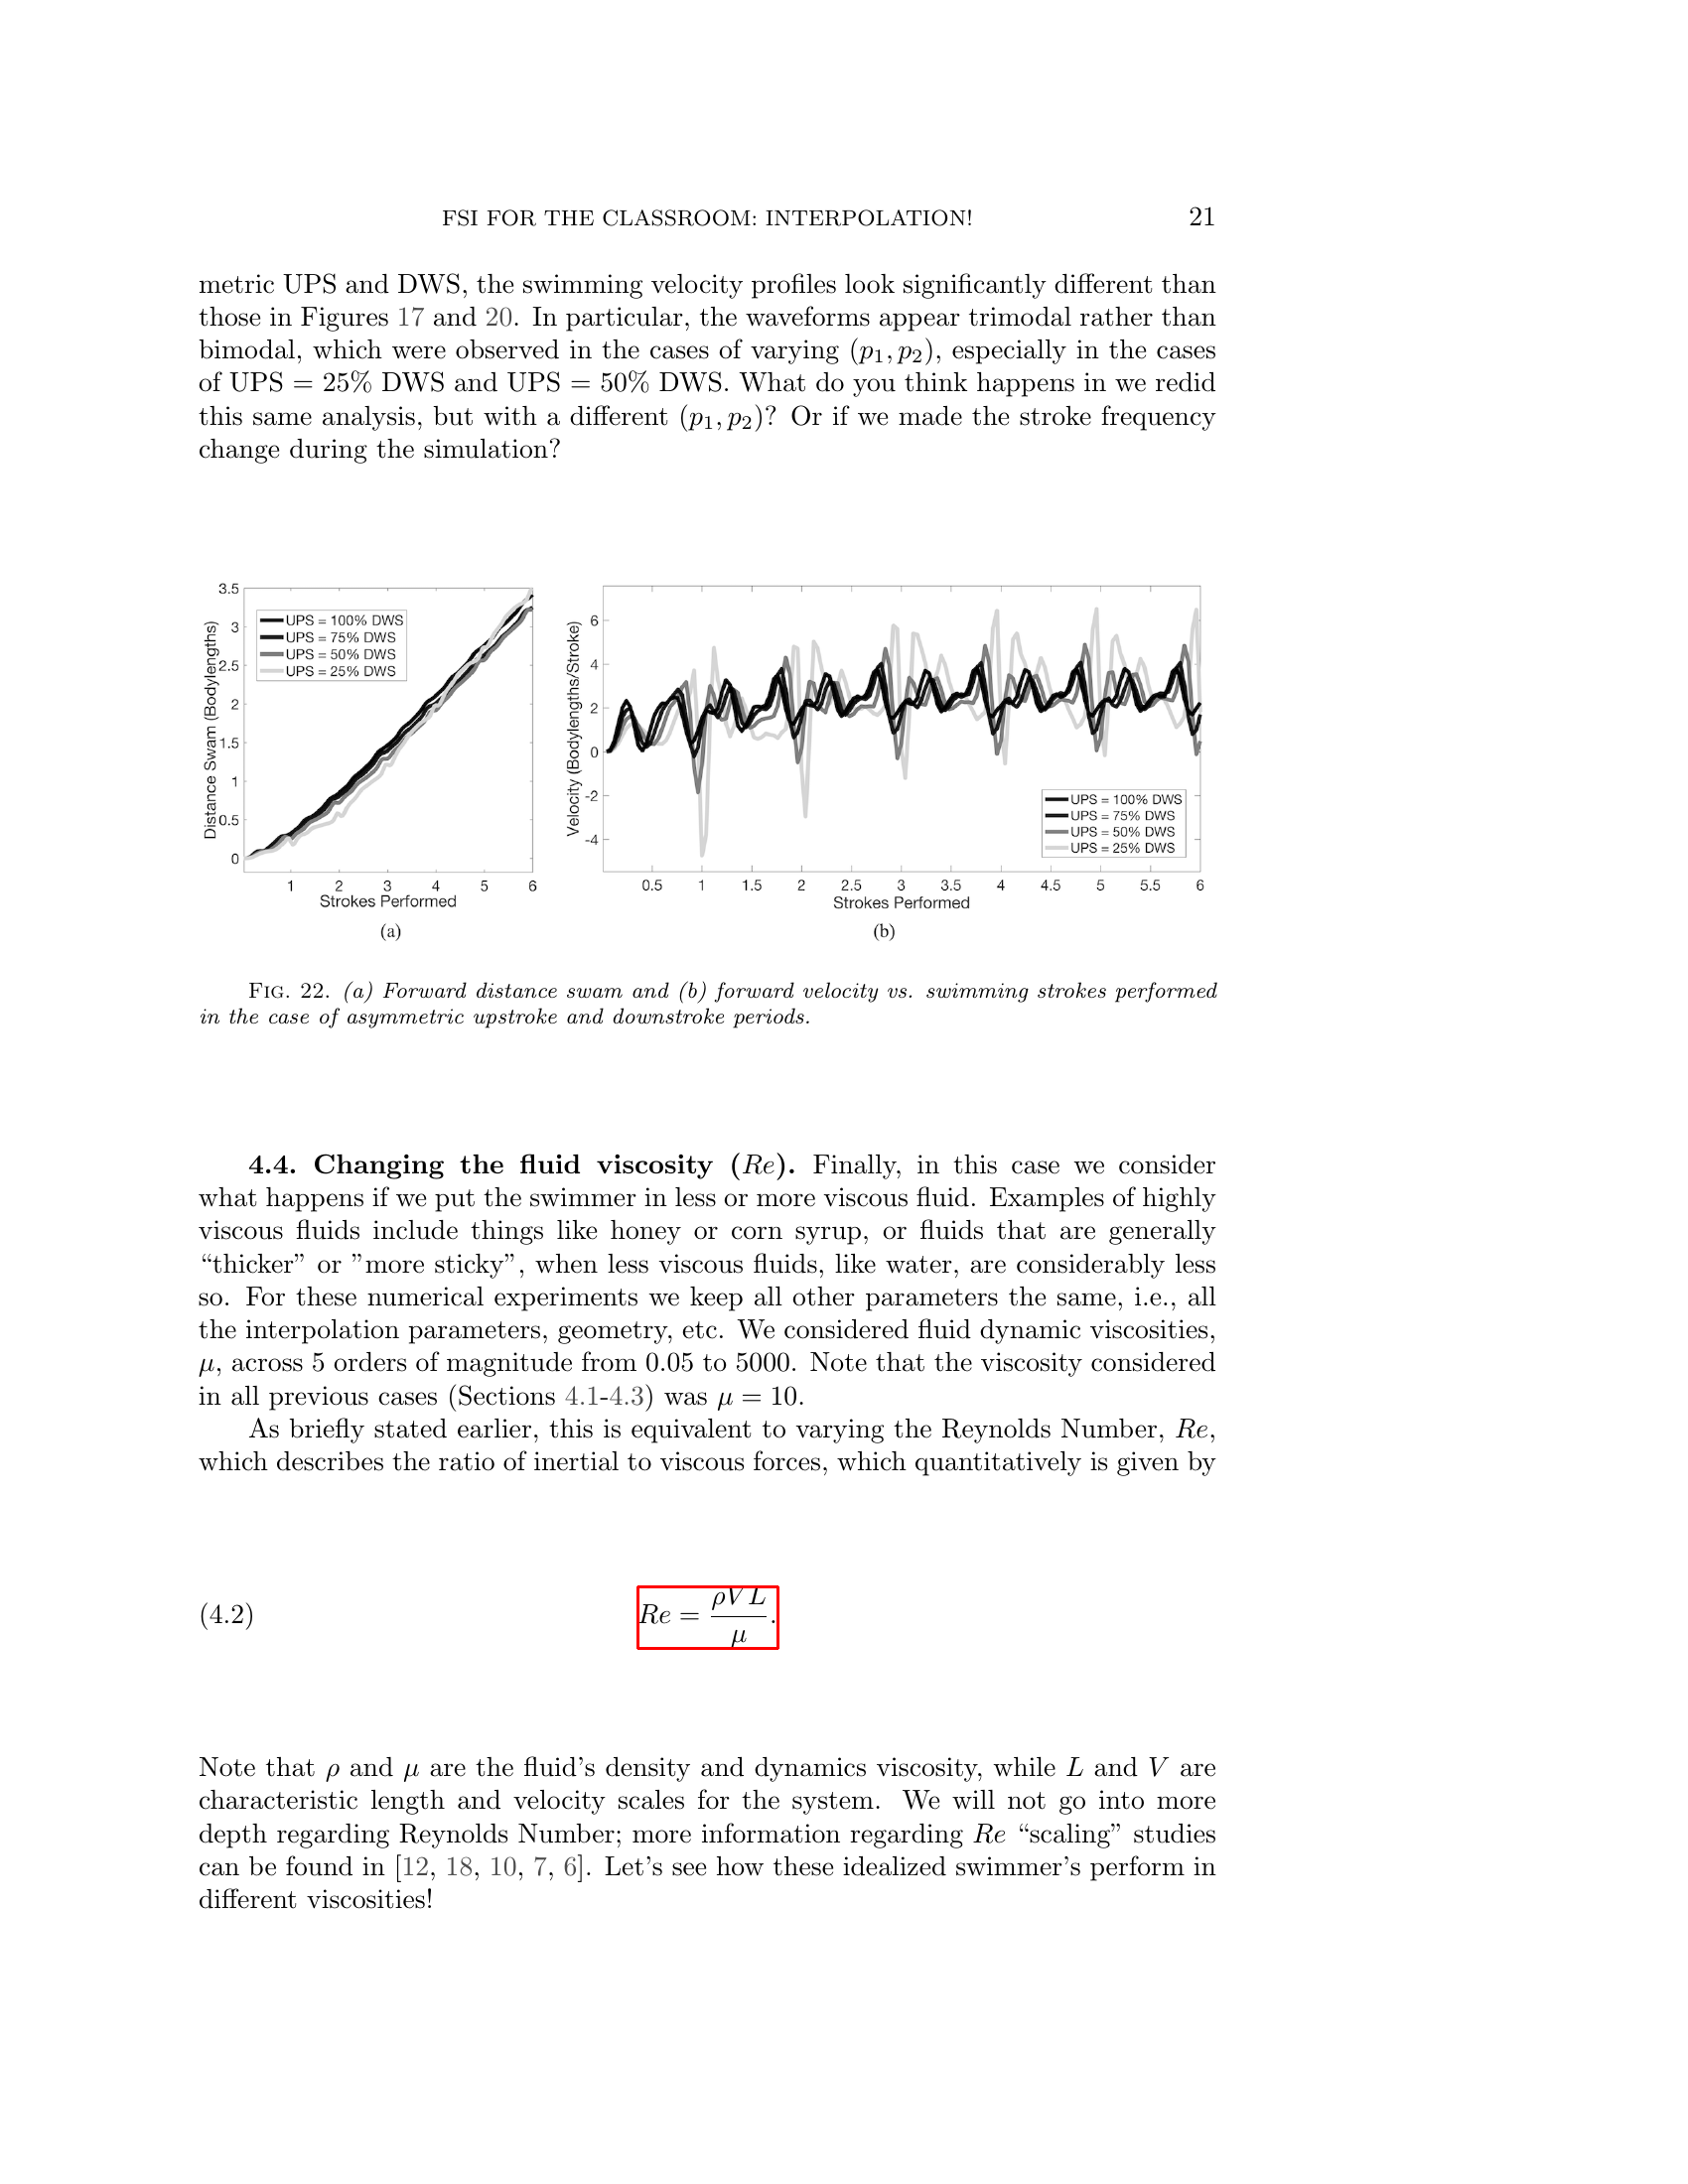 FSI FOR THE CLASSROOM: INTERPOLATION! 21
metric UPS and DWS, the swimming velocity profiles look significantly different than
those in Figures 17 and 20. In particular, the waveforms appear trimodal rather than
bimodal, which were observed in the cases of varying (p₁, p₂), especially in the cases
of UPS = 25% DWS and UPS = 50% DWS. What do you think happens in we redid
this same analysis, but with a different (p₁, p₂)? Or if we made the stroke frequency
change during the simulation?
Distance Swam (Bodylengths)
3.5
3
2.5
2
1.5
1
0.5
0
UPS = 100% DWS
UPS = 75% DWS
UPS = 50% DWS
UPS = 25% DWS
1 2 3 4 5 6
Strokes Performed
(a)
Velocity (Bodylengths/Stroke)
6
4
2
0
-2
-4
UPS = 100% DWS
UPS = 75% DWS
UPS = 50% DWS
UPS = 25% DWS
0.5 1 1.5 2 2.5 3 3.5 4 4.5 5 5.5 6
Strokes Performed
(b)
FIG. 22. (a) Forward distance swam and (b) forward velocity vs. swimming strokes performed
in the case of asymmetric upstroke and downstroke periods.
4.4. Changing the fluid viscosity (Re). Finally, in this case we consider
what happens if we put the swimmer in less or more viscous fluid. Examples of highly
viscous fluids include things like honey or corn syrup, or fluids that are generally
“thicker” or ”more sticky”, when less viscous fluids, like water, are considerably less
so. For these numerical experiments we keep all other parameters the same, i.e., all
the interpolation parameters, geometry, etc. We considered fluid dynamic viscosities,
μ, across 5 orders of magnitude from 0.05 to 5000. Note that the viscosity considered
in all previous cases (Sections 4.1-4.3) was μ = 10.
As briefly stated earlier, this is equivalent to varying the Reynolds Number, Re,
which describes the ratio of inertial to viscous forces, which quantitatively is given by
(4.2) Re = ρVL / μ.
Note that ρ and μ are the fluid’s density and dynamics viscosity, while L and V are
characteristic length and velocity scales for the system. We will not go into more
depth regarding Reynolds Number; more information regarding Re “scaling” studies
can be found in [12, 18, 10, 7, 6]. Let’s see how these idealized swimmer’s perform in
different viscosities!